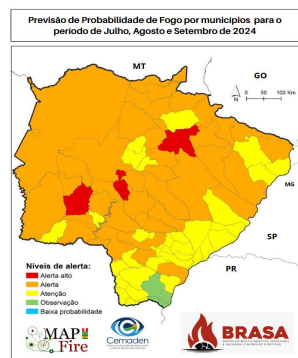 Previsão de Probabilidade de Fogo por municípios para o
período de Julho, Agosto e Setembro de 2024
MT
GO
N
0 50 100 Km
MG
SP
PR
Níveis de alerta:
Alerta alto
Alerta
Atenção
Observação
Baixa probabilidade
MAP
Fire
Cemaden
BRASA